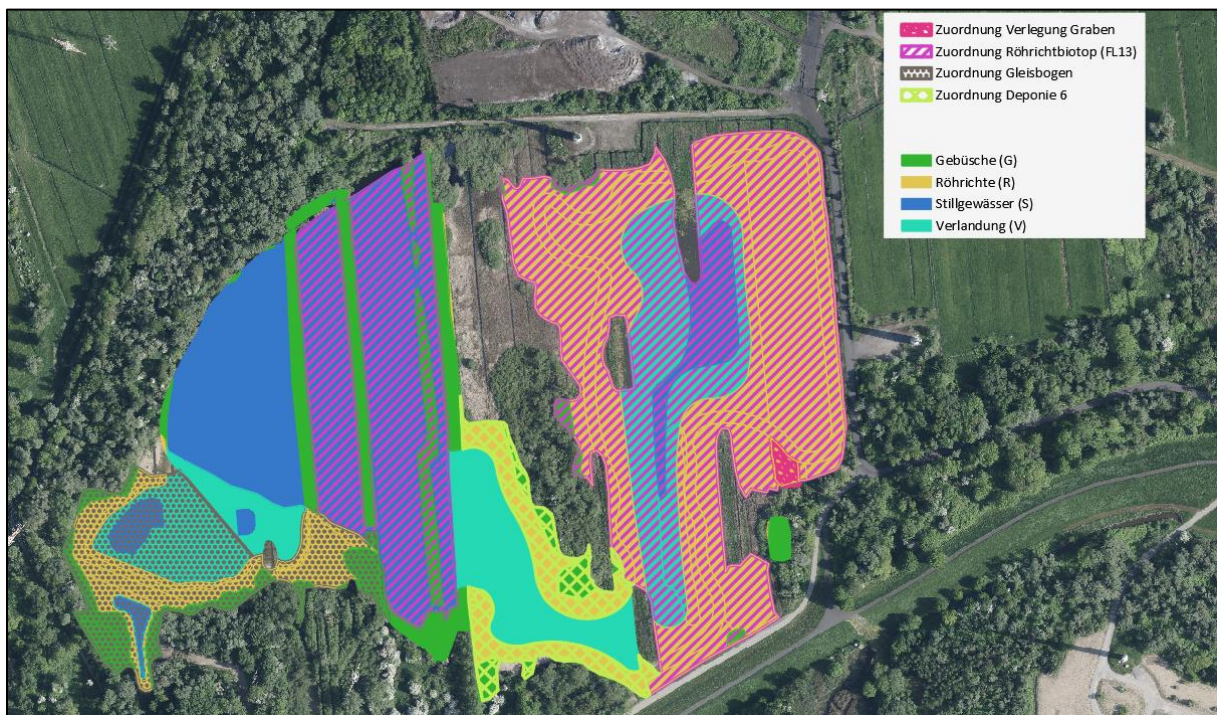 Zuordnung Verlegung Graben
Zuordnung Röhrichtbiotop (FL13)
Zuordnung Gleisbogen
Zuordnung Deponie 6
Gebüsche (G)
Röhrichte (R)
Stillgewässer (S)
Verlandung (V)